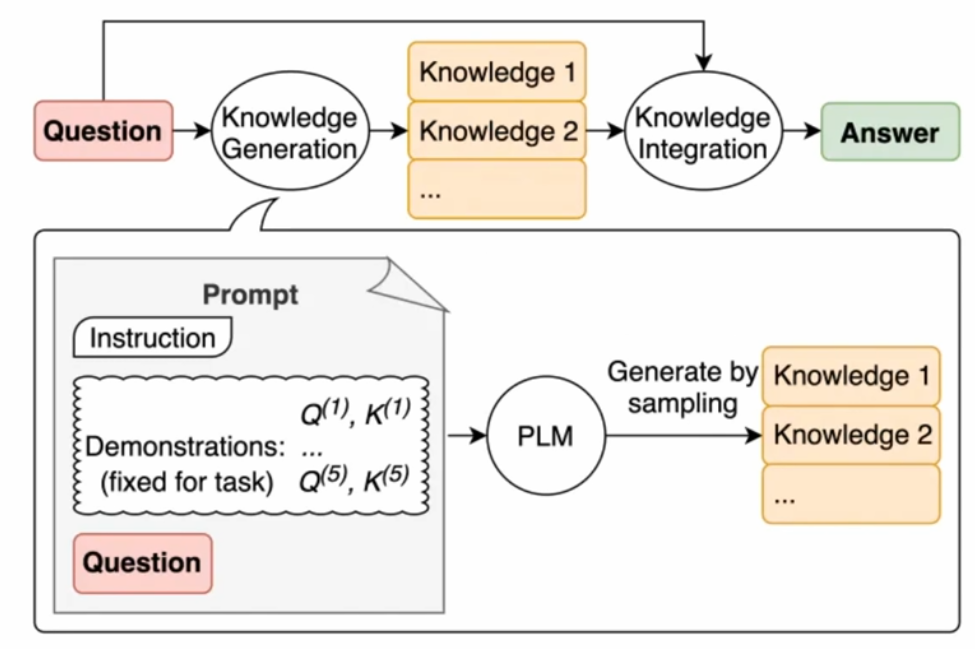 Question
Knowledge
Generation
Knowledge 1
Knowledge 2
...
Knowledge
Integration
Answer
Prompt
Instruction
Q(1), K(1)
Demonstrations: ...
(fixed for task) Q(5), K(5)
Question
PLM
Generate by
sampling
Knowledge 1
Knowledge 2
...